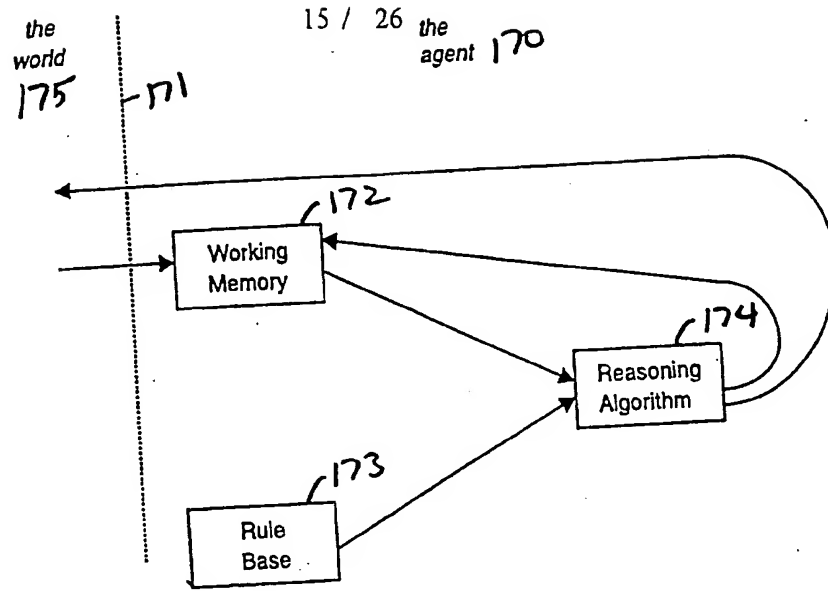 15 / 26
the
world
175
171
the
agent 170
172
Working
Memory
174
Reasoning
Algorithm
173
Rule
Base